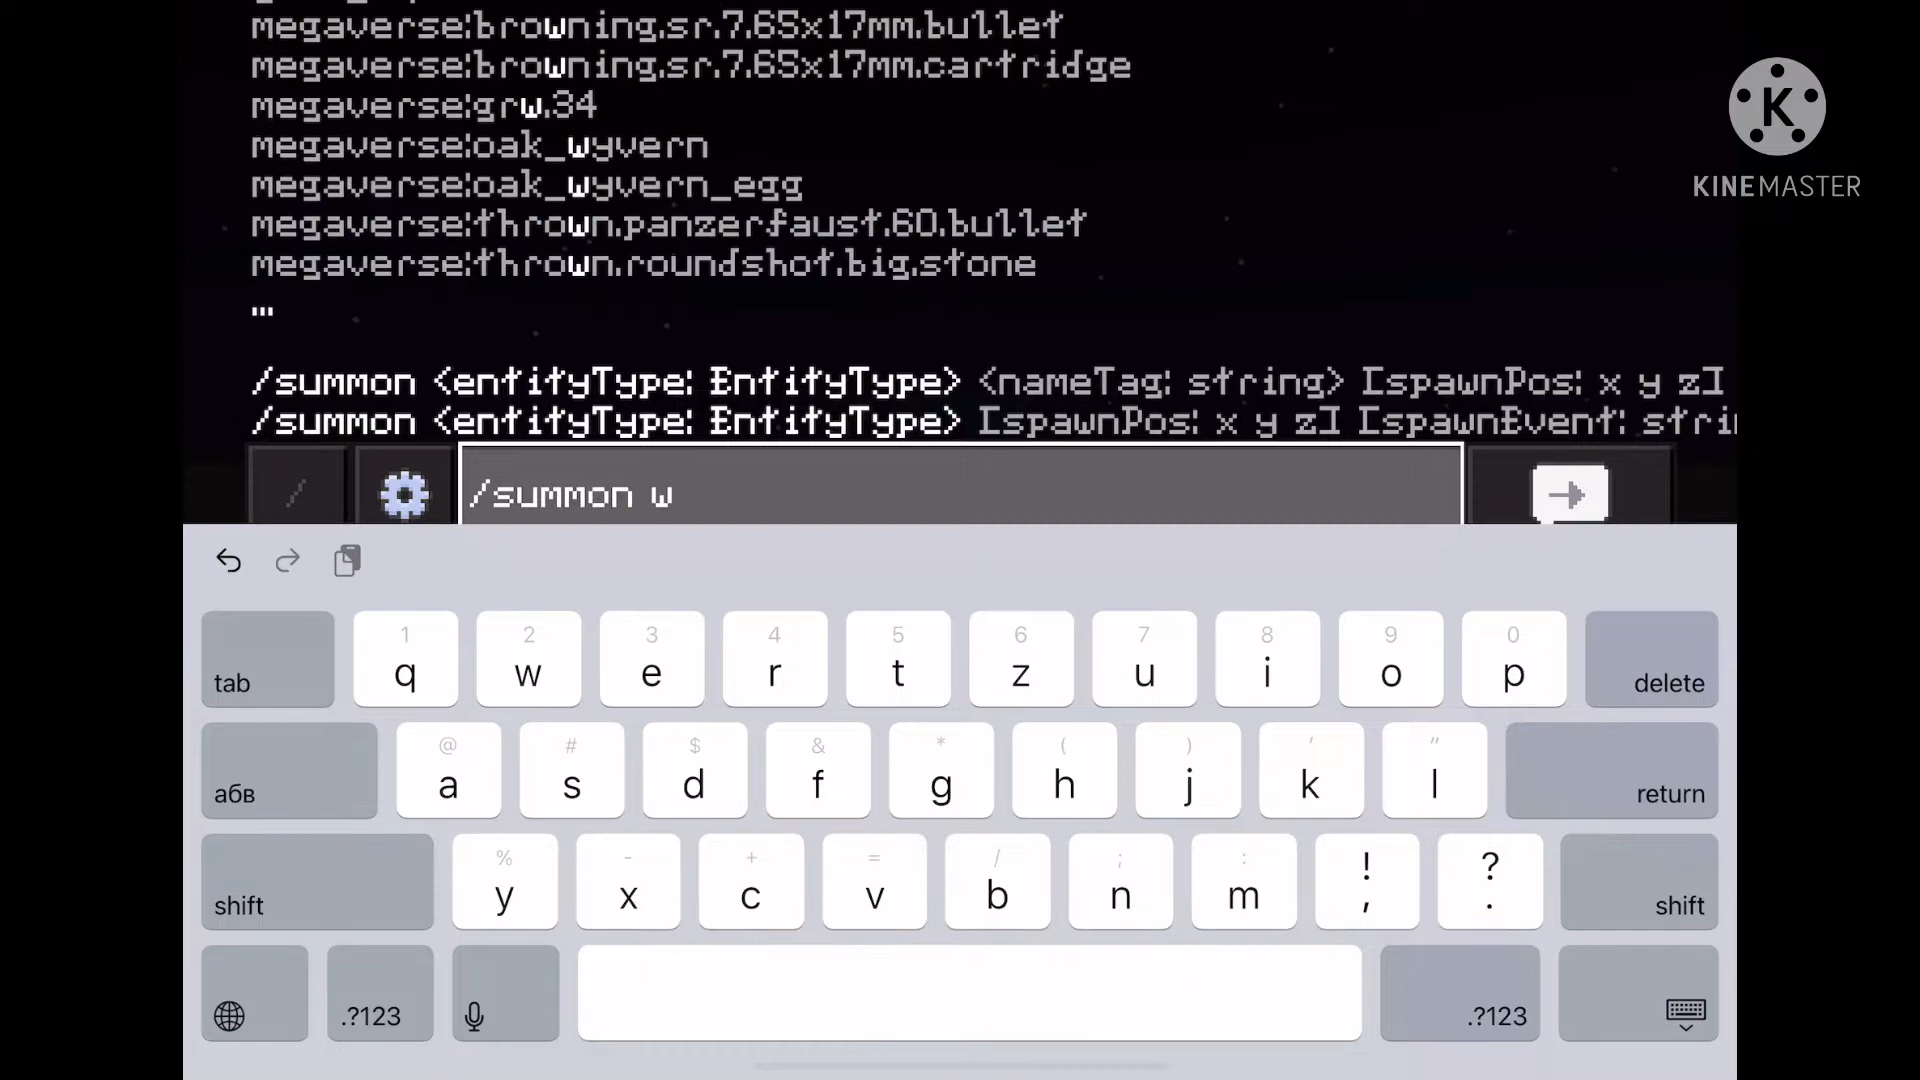 megaverse:browning.sr.7.65x17mm.bullet
megaverse:browning.sr.7.65x17mm.cartridge
megaverse:grw.34
megaverse:oak_wyvern
megaverse:oak_wyvern_egg
megaverse:thrown.panzerfaust.60.bullet
megaverse:thrown.roundshot.big.stone
...
K
KINEMASTER
/summon <entityType: EntityType> <nameTag: string> [spawnPos: x y z]
/summon <entityType: EntityType> [spawnPos: x y z] [spawnEvent: strin
/
/summon w
1 2 3 4 5 6 7 8 9 0
tab q w e r t z u i o p delete
@ # $ & * ( ) ' "
абв a s d f g h j k l return
% - + = / ; : ! ?
shift y x c v b n m , . shift
.?123 .?123